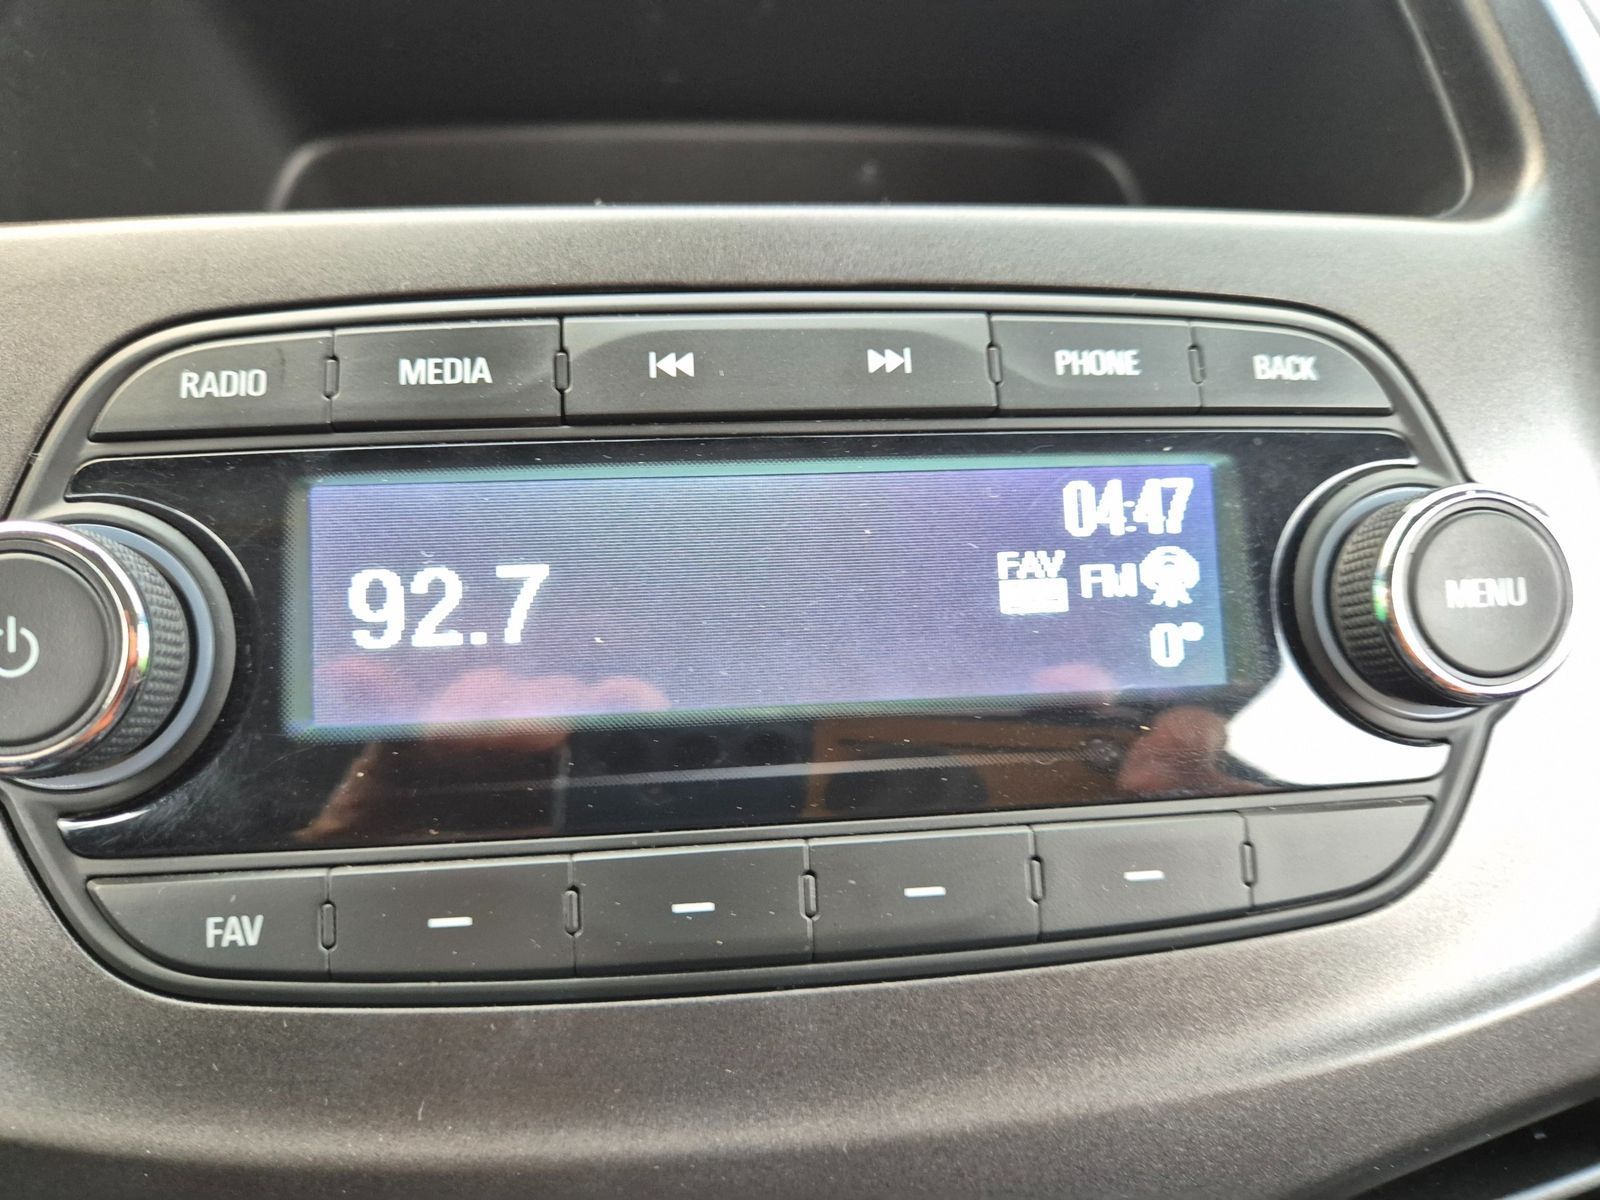 RADIO MEDIA PHONE BACK
04:47
92.7 FAV FM
0°
MENU
FAV